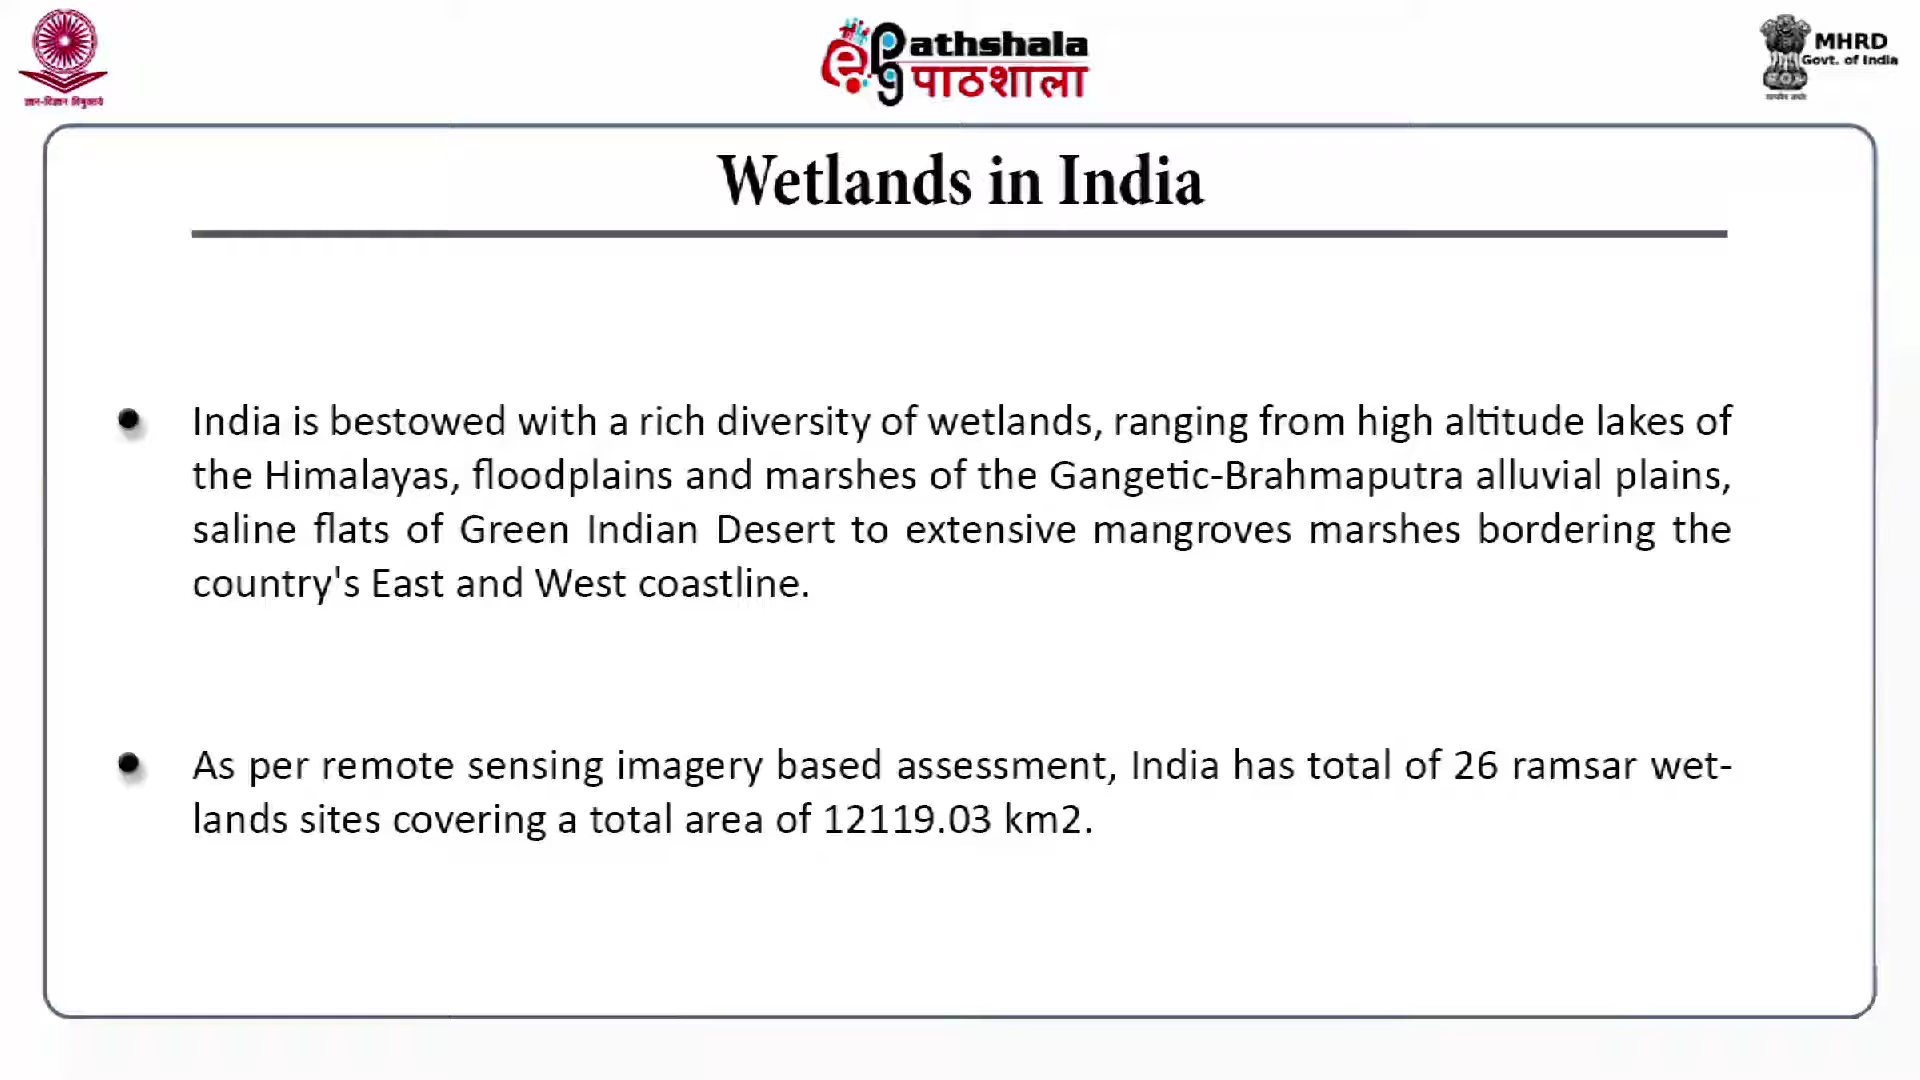 ज्ञान-विज्ञान विमुक्तये
e pg Pathshala
पाठशाला
MHRD
Govt. of India
Wetlands in India
India is bestowed with a rich diversity of wetlands, ranging from high altitude lakes of
the Himalayas, floodplains and marshes of the Gangetic-Brahmaputra alluvial plains,
saline flats of Green Indian Desert to extensive mangroves marshes bordering the
country's East and West coastline.
As per remote sensing imagery based assessment, India has total of 26 ramsar wet-
lands sites covering a total area of 12119.03 km2.